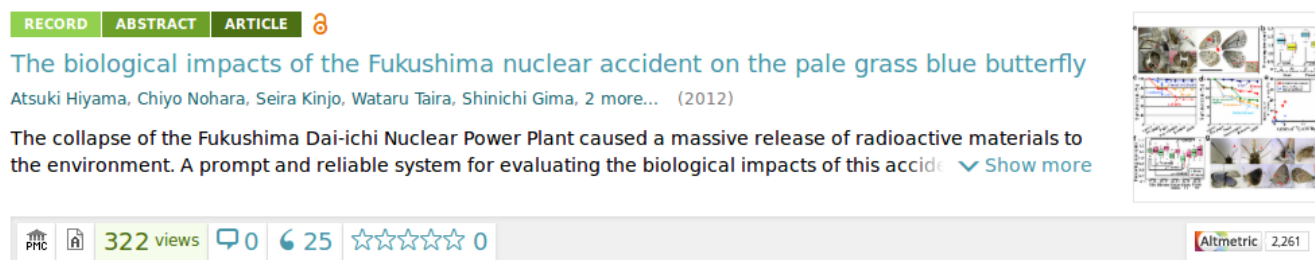 RECORD ABSTRACT ARTICLE
The biological impacts of the Fukushima nuclear accident on the pale grass blue butterfly
Atsuki Hiyama, Chiyo Nohara, Seira Kinjo, Wataru Taira, Shinichi Gima, 2 more... (2012)
The collapse of the Fukushima Dai-ichi Nuclear Power Plant caused a massive release of radioactive materials to
the environment. A prompt and reliable system for evaluating the biological impacts of this accide Show more
PMC 322 views 0 25 0
Altmetric 2,261